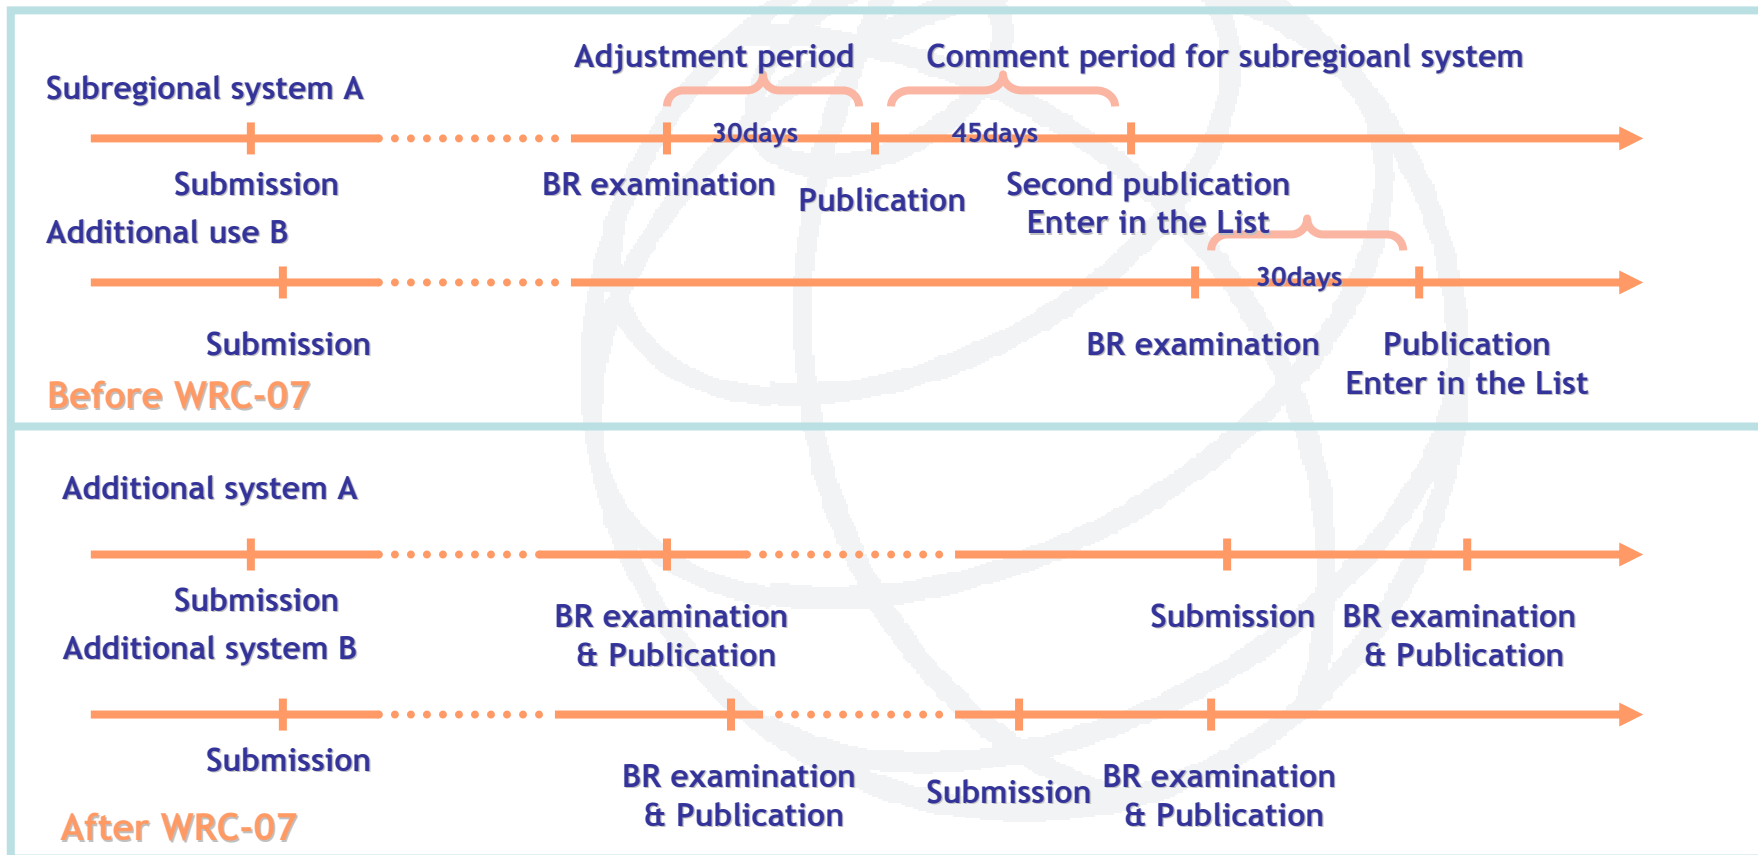 Adjustment period
Comment period for subregioanl system
Subregional system A
30days
45days
Submission
BR examination
Publication
Second publication
Enter in the List
Additional use B
30days
Submission
BR examination
Publication
Enter in the List
Before WRC-07
Additional system A
Submission
BR examination
& Publication
Submission
BR examination
& Publication
Additional system B
Submission
BR examination
& Publication
Submission
BR examination
& Publication
After WRC-07